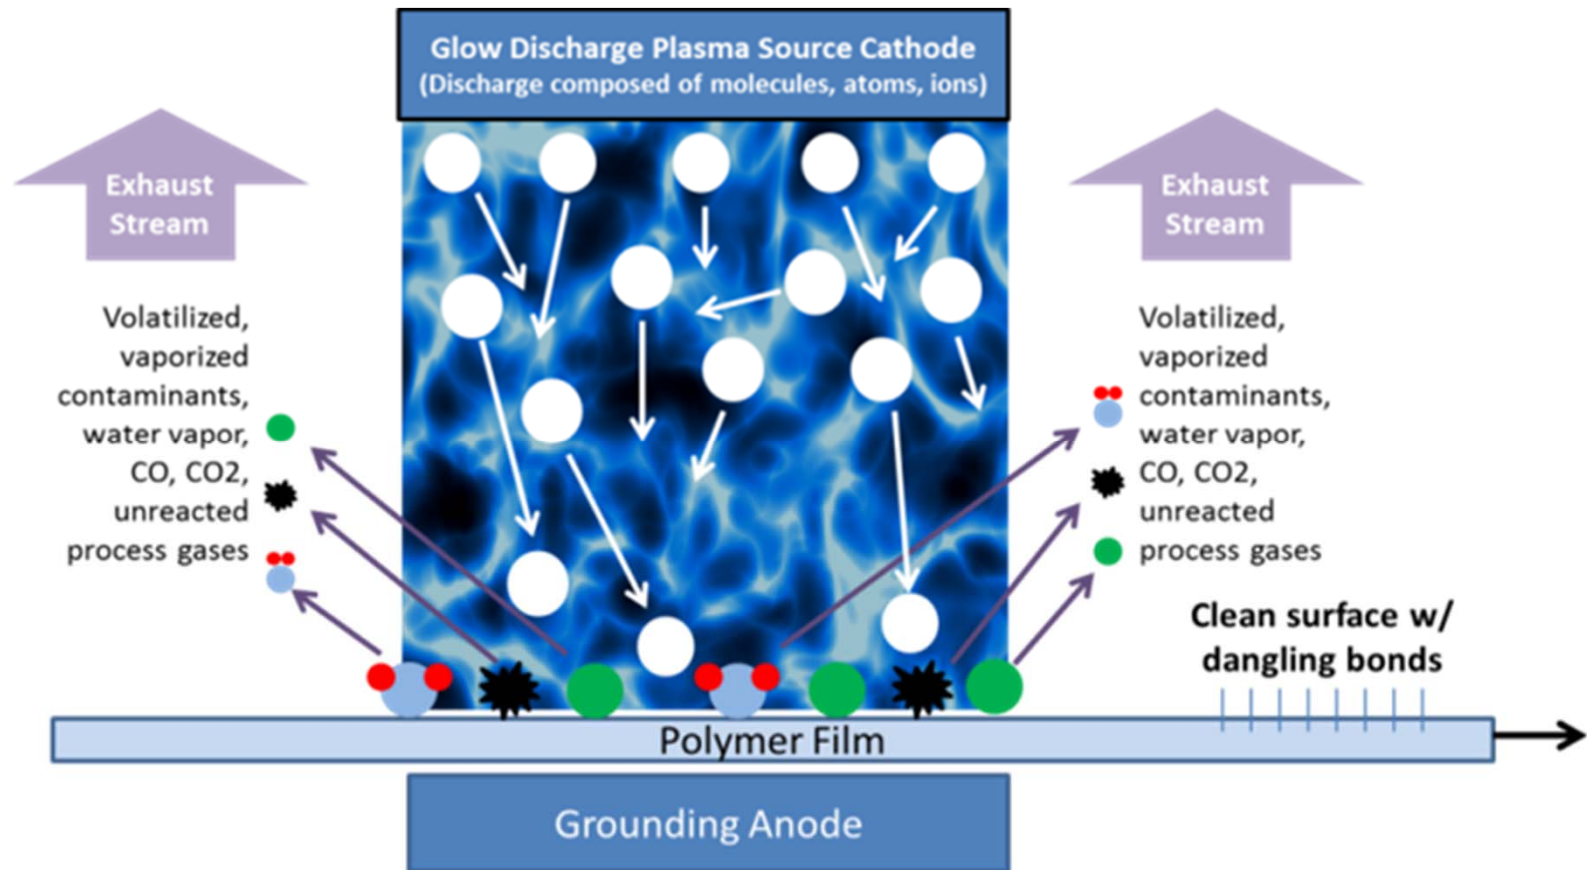 Glow Discharge Plasma Source Cathode
(Discharge composed of molecules, atoms, ions)
Exhaust
Stream
Exhaust
Stream
Volatilized,
vaporized
contaminants,
water vapor,
CO, CO2,
unreacted
process gases
Volatilized,
vaporized
contaminants,
water vapor,
CO, CO2,
unreacted
process gases
Clean surface w/
dangling bonds
Polymer Film
Grounding Anode